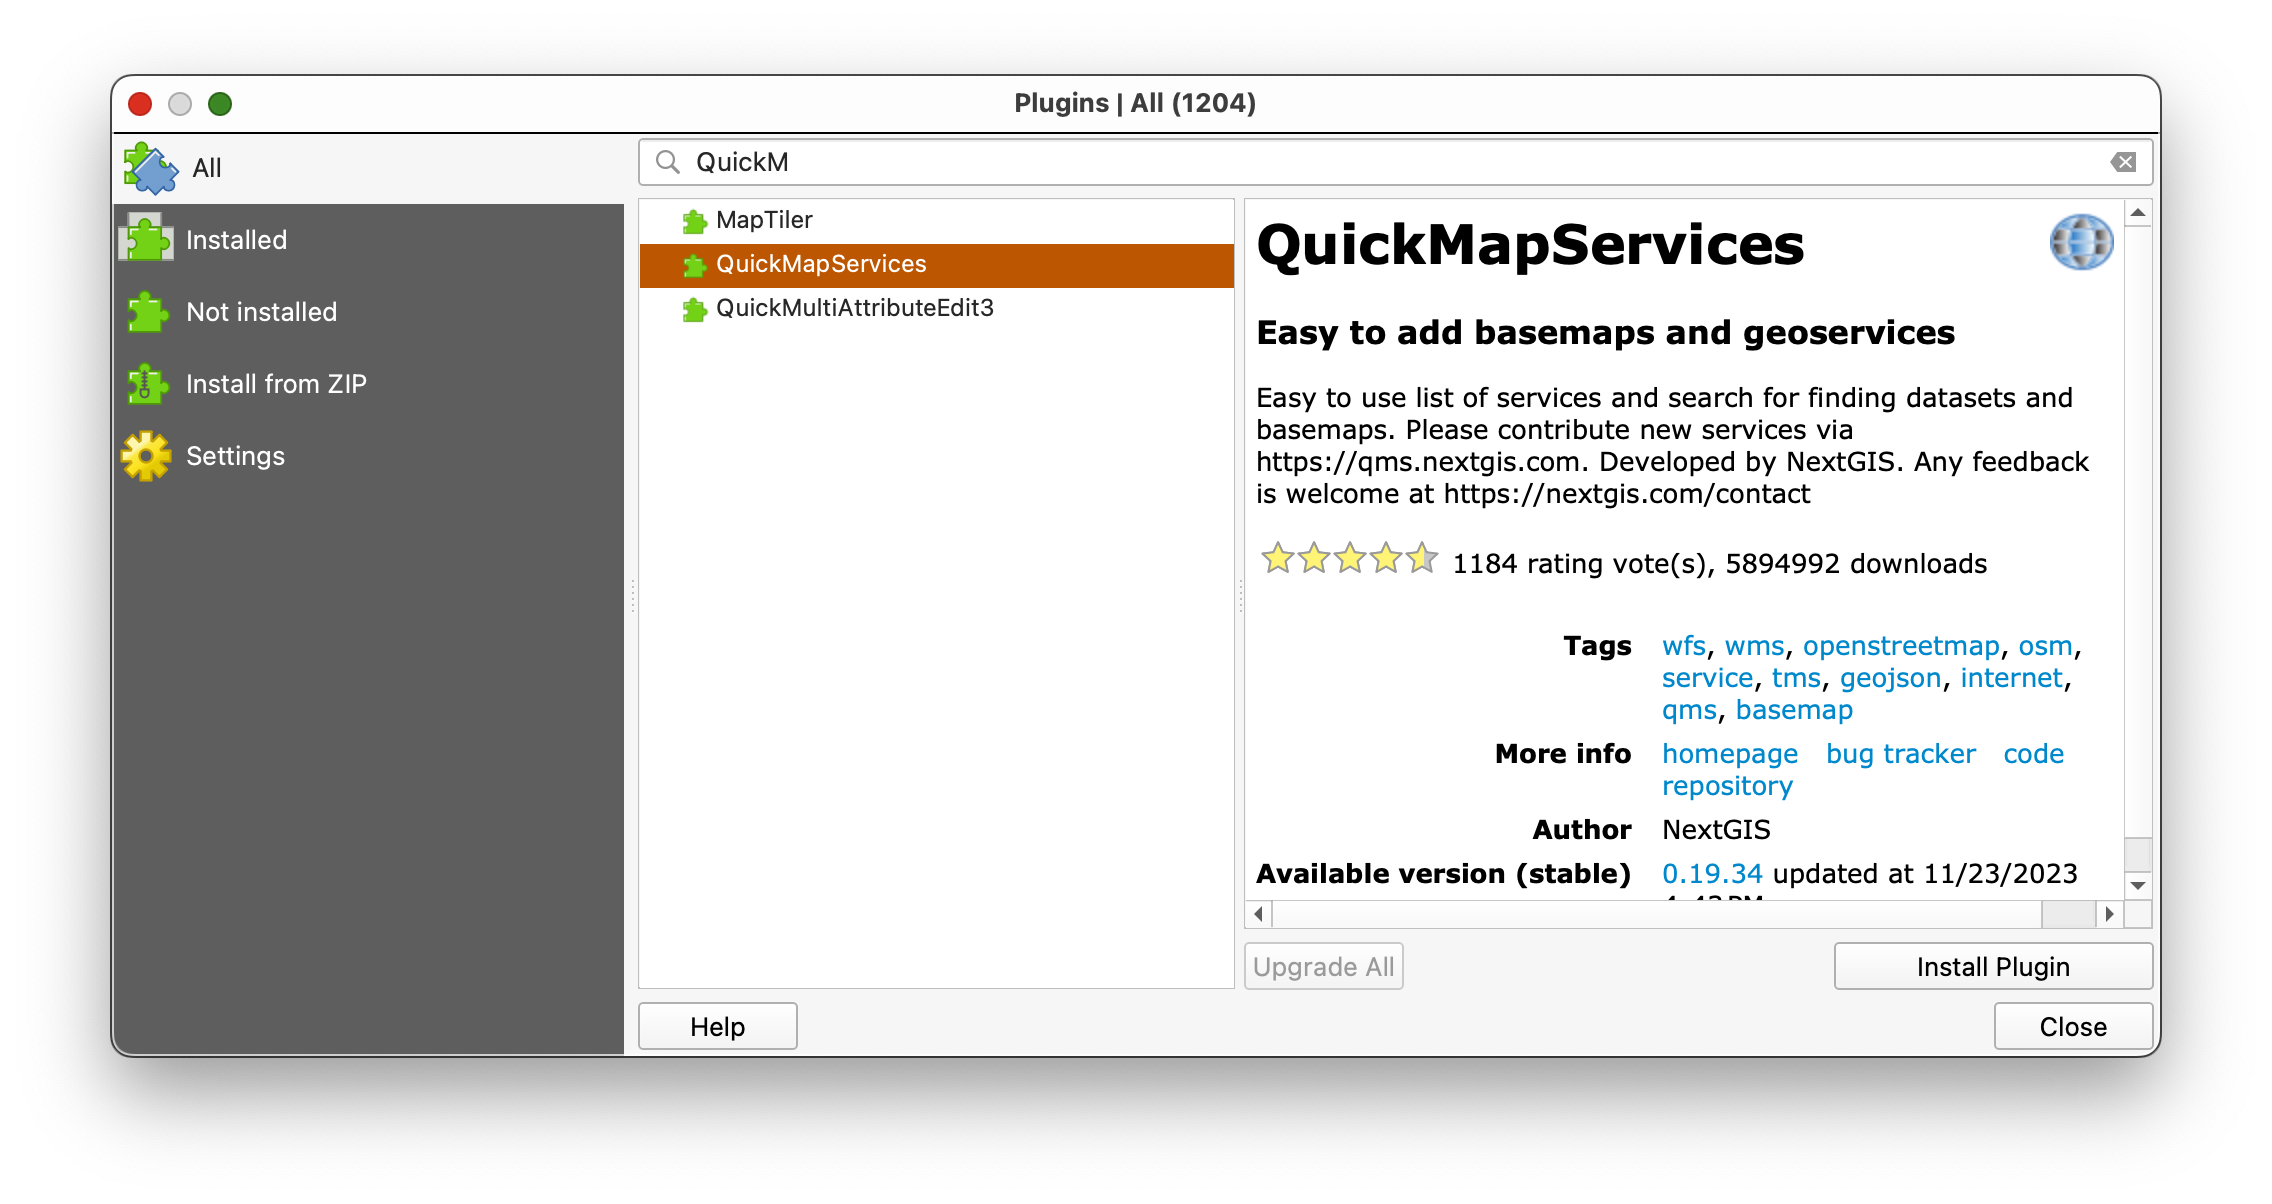 Plugins | All (1204)
All
Installed
Not installed
Install from ZIP
Settings
QuickM
MapTiler
QuickMapServices
QuickMultiAttributeEdit3
QuickMapServices
Easy to add basemaps and geoservices
Easy to use list of services and search for finding datasets and
basemaps. Please contribute new services via
https://qms.nextgis.com. Developed by NextGIS. Any feedback
is welcome at https://nextgis.com/contact
1184 rating vote(s), 5894992 downloads
Tags wfs, wms, openstreetmap, osm,
service, tms, geojson, internet,
qms, basemap
More info homepage bug tracker code
repository
Author NextGIS
Available version (stable) 0.19.34 updated at 11/23/2023
Upgrade All
Install Plugin
Help
Close